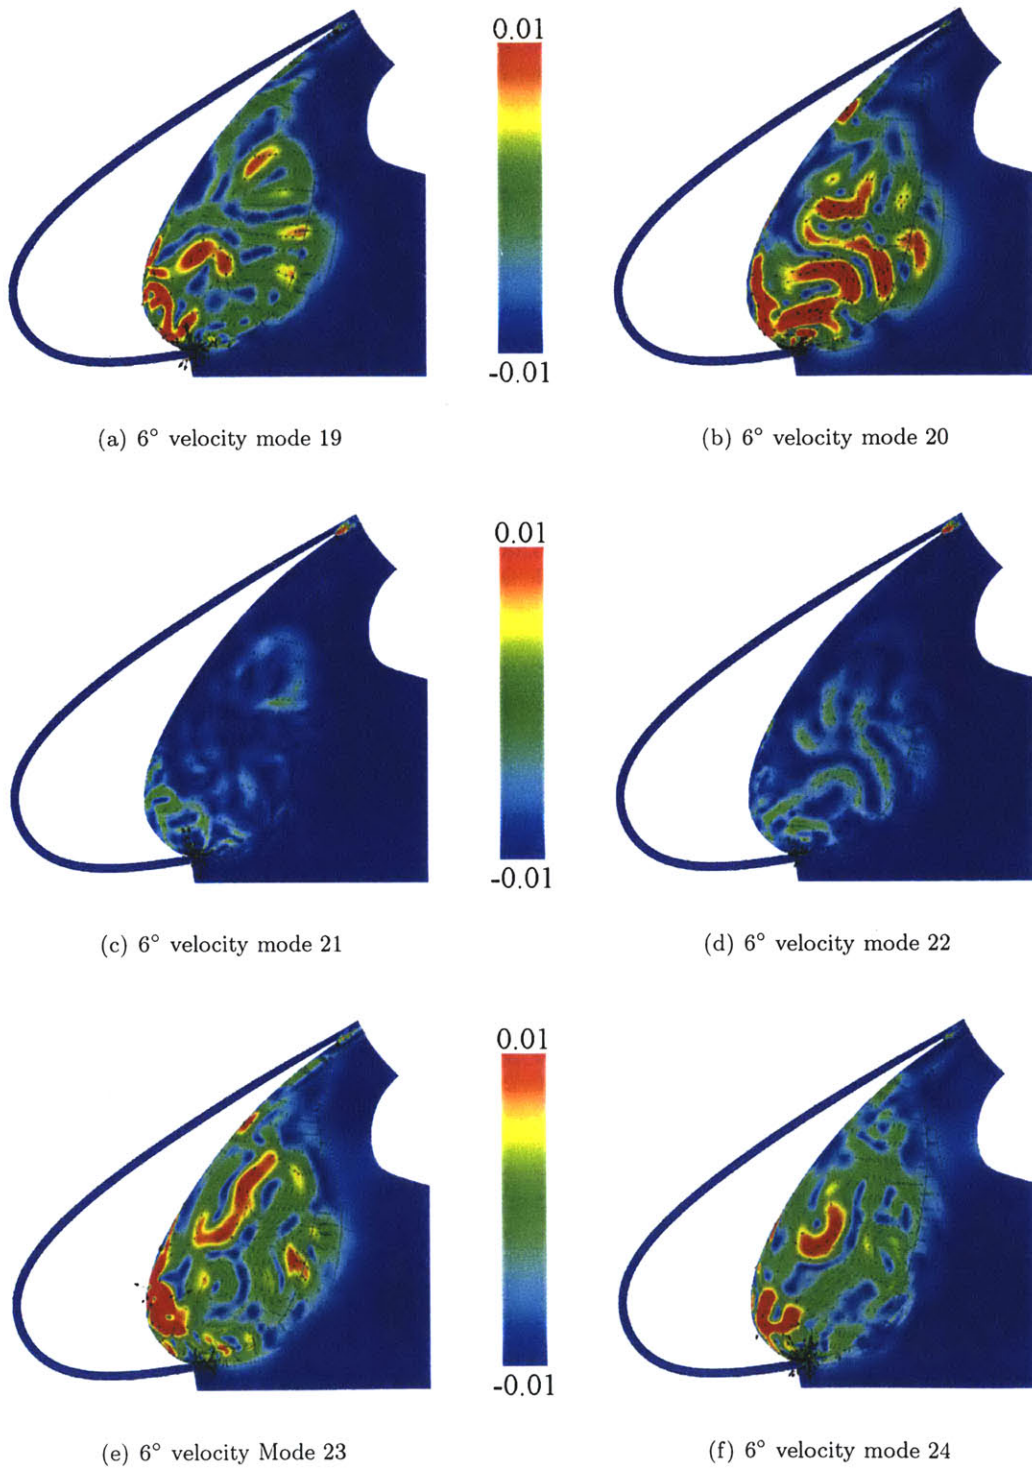 0.01
-0.01
(a) 6° velocity mode 19
(b) 6° velocity mode 20
0.01
-0.01
(c) 6° velocity mode 21
(d) 6° velocity mode 22
0.01
-0.01
(e) 6° velocity Mode 23
(f) 6° velocity mode 24